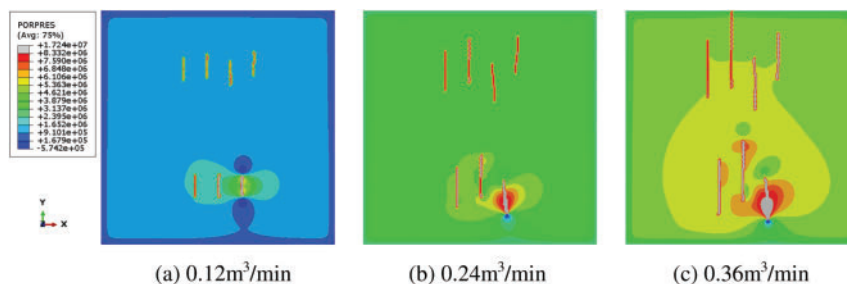 PORPRES
(Avg: 75%)
+1.724e+07
+8.332e+06
+7.590e+06
+6.848e+06
+6.106e+06
+5.363e+06
+4.621e+06
+3.879e+06
+3.137e+06
+2.395e+06
+1.652e+06
+9.101e+05
+1.679e+05
-5.742e+05
Y
X
(a) 0.12m³/min
(b) 0.24m³/min
(c) 0.36m³/min